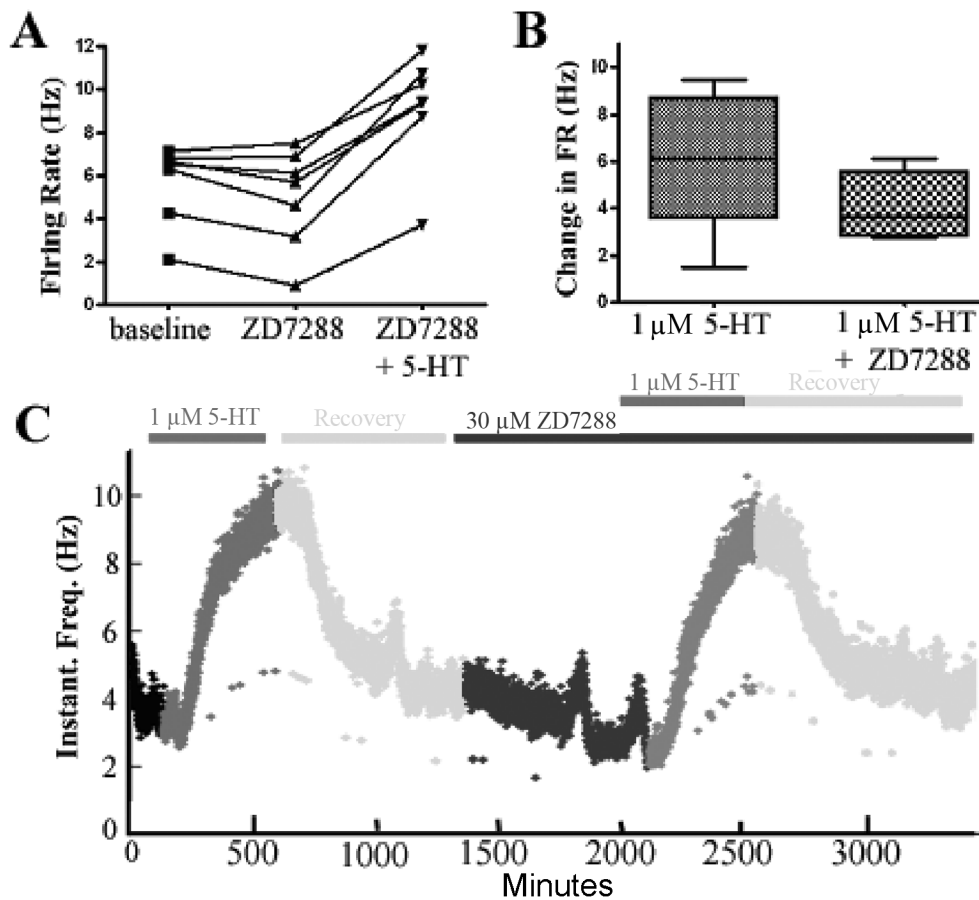 A
Firing Rate (Hz)
12
10
8
6
4
2
0
baseline
ZD7288
ZD7288
+ 5-HT
B
Change in FR (Hz)
10
8
6
4
2
0
1 µM 5-HT
1 µM 5-HT
+ ZD7288
C
1 µM 5-HT
Recovery
30 µM ZD7288
1 µM 5-HT
Recovery
Instant. Freq. (Hz)
10
8
6
4
2
0
0
500
1000
1500
2000
2500
3000
Minutes